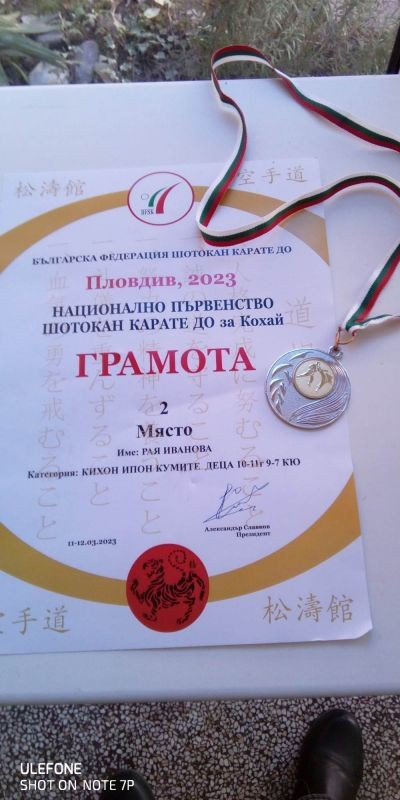 松濤館
空手道
BFSK
БЪЛГАРСКА ФЕДЕРАЦИЯ ШОТОКАН КАРАТЕ ДО
Пловдив, 2023
НАЦИОНАЛНО ПЪРВЕНСТВО
ШОТОКАН КАРАТЕ ДО за Кохай
ГРАМОТА
2
Място
Име: РАЯ ИВАНОВА
Категория: КИХОН ИПОН КУМИТЕ ДЕЦА 10-11г 9-7 КЮ
Александър Славов
Президент
11-12.03.2023
空手道
松濤館
ULEFONE
SHOT ON NOTE 7P